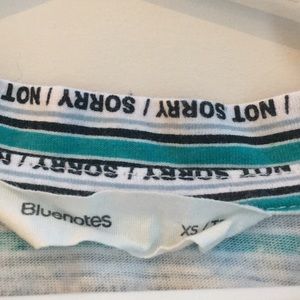 NOT | SORRY | NOT
SORRY | NOT
Bluenotes
XS /